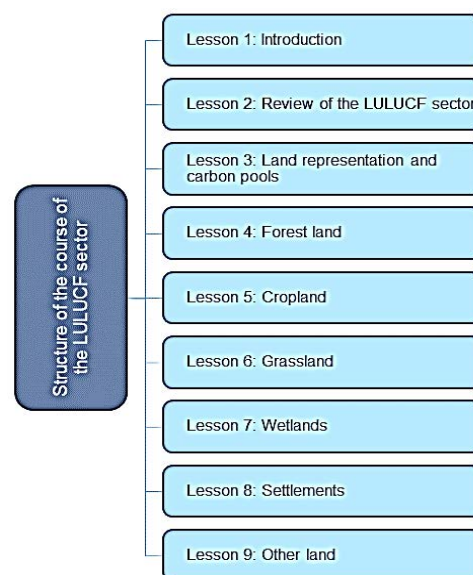 Structure of the course of
the LULUCF sector
Lesson 1: Introduction
Lesson 2: Review of the LULUCF sector
Lesson 3: Land representation and
carbon pools
Lesson 4: Forest land
Lesson 5: Cropland
Lesson 6: Grassland
Lesson 7: Wetlands
Lesson 8: Settlements
Lesson 9: Other land